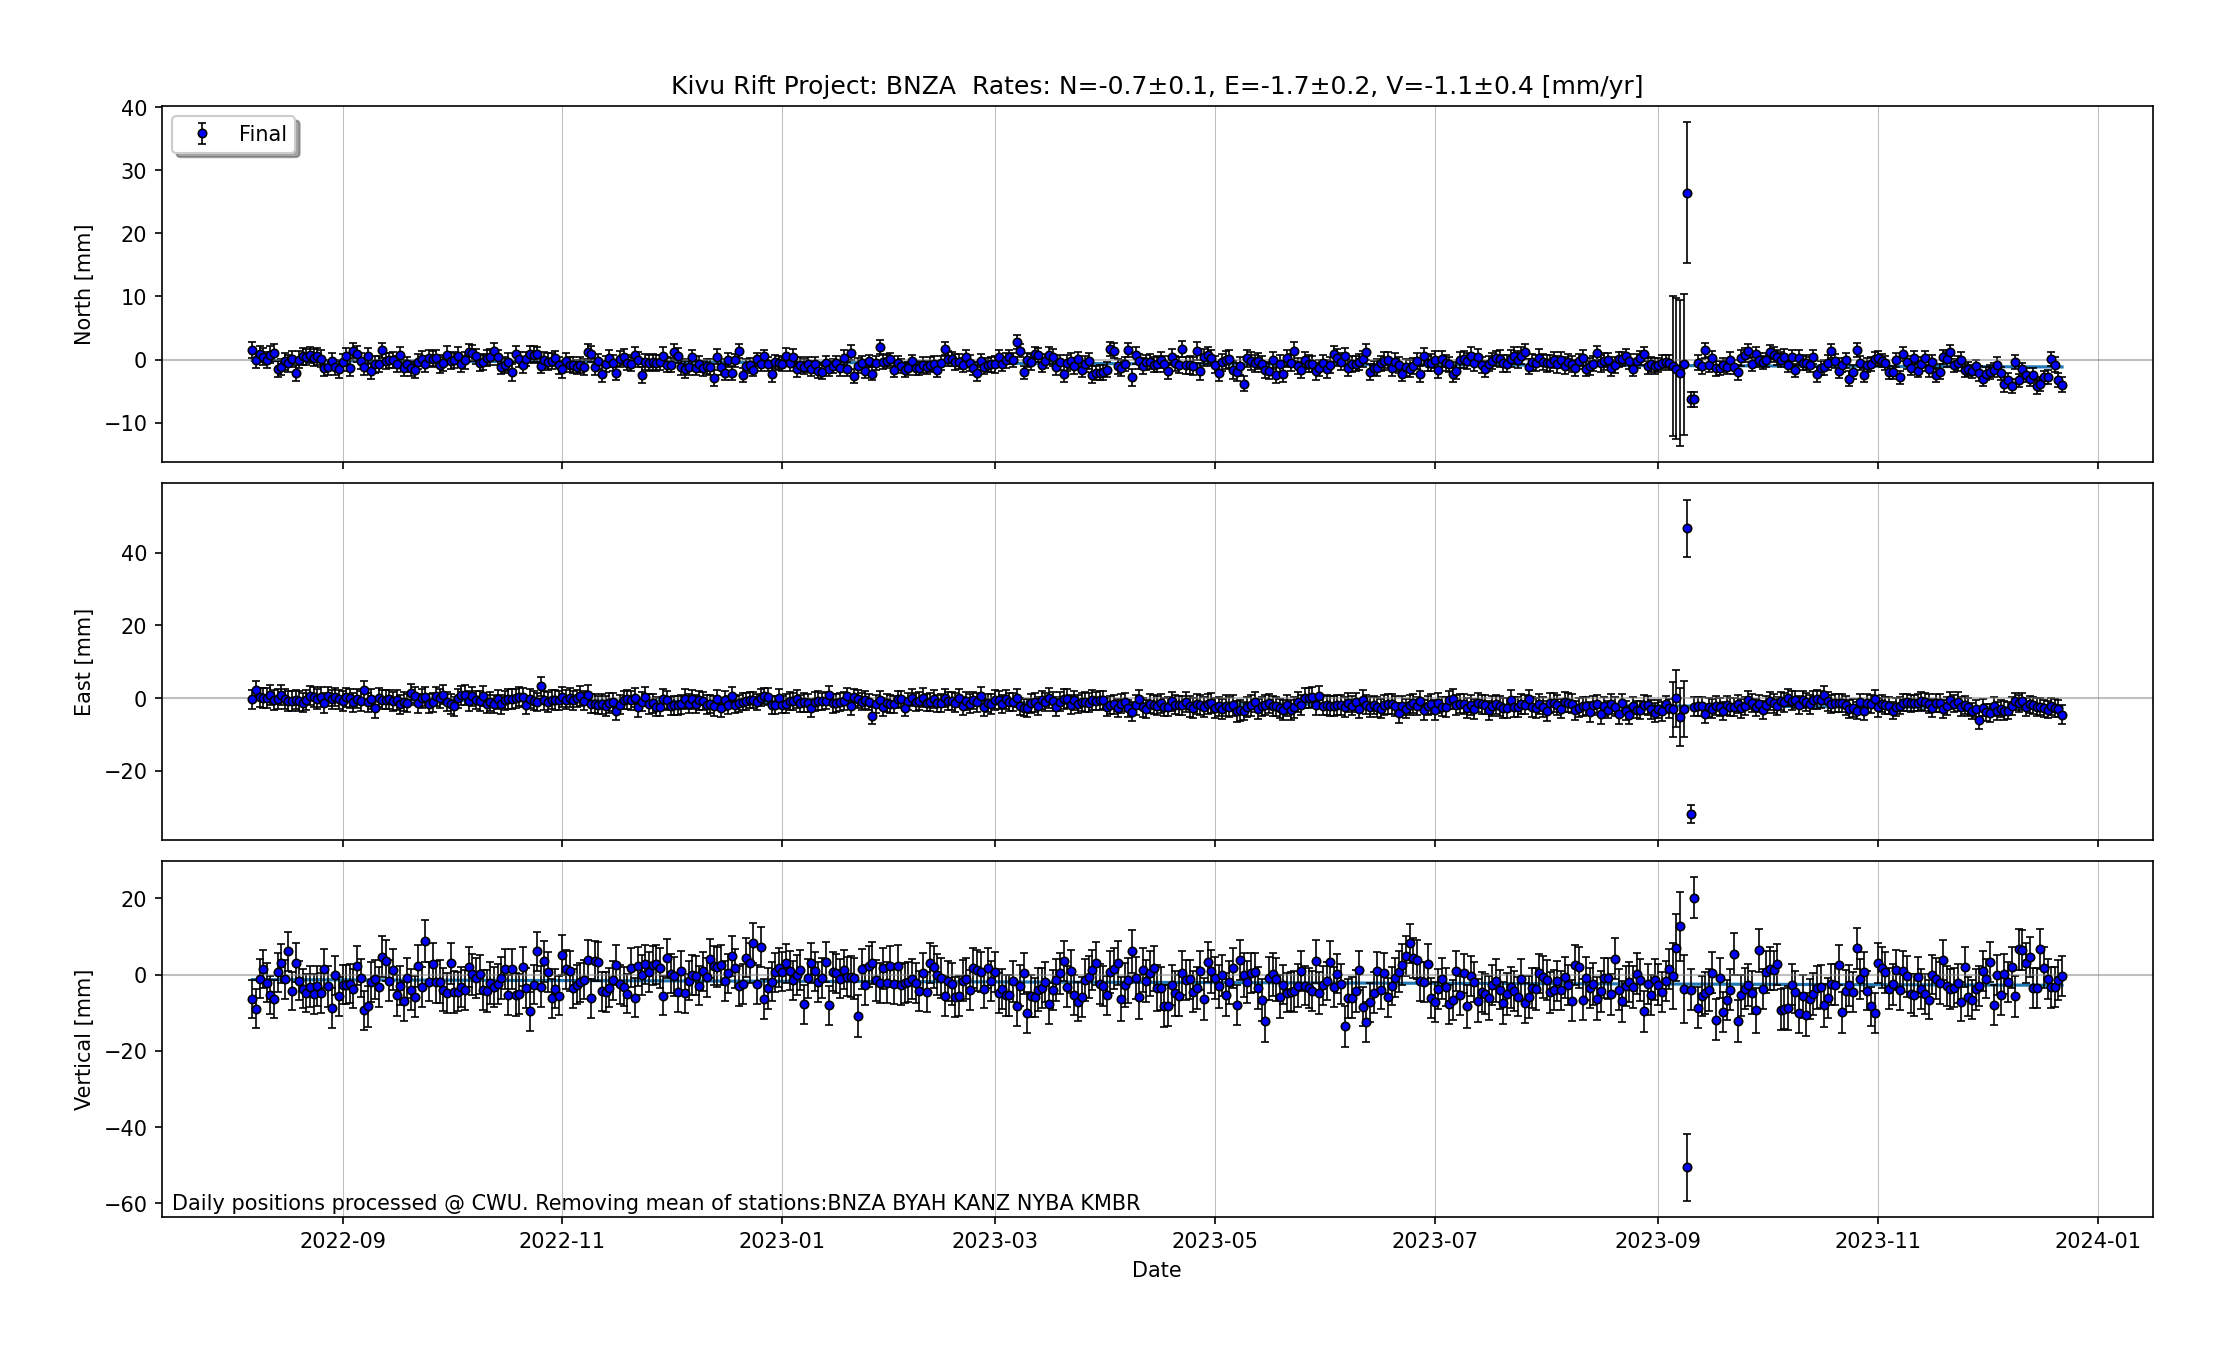 Kivu Rift Project: BNZA  Rates: N=-0.7±0.1, E=-1.7±0.2, V=-1.1±0.4 [mm/yr]
Final
North [mm]
40
30
20
10
0
−10
East [mm]
40
20
0
−20
Vertical [mm]
20
0
−20
−40
−60
Daily positions processed @ CWU. Removing mean of stations:BNZA BYAH KANZ NYBA KMBR
2022-09 2022-11 2023-01 2023-03 2023-05 2023-07 2023-09 2023-11 2024-01
Date